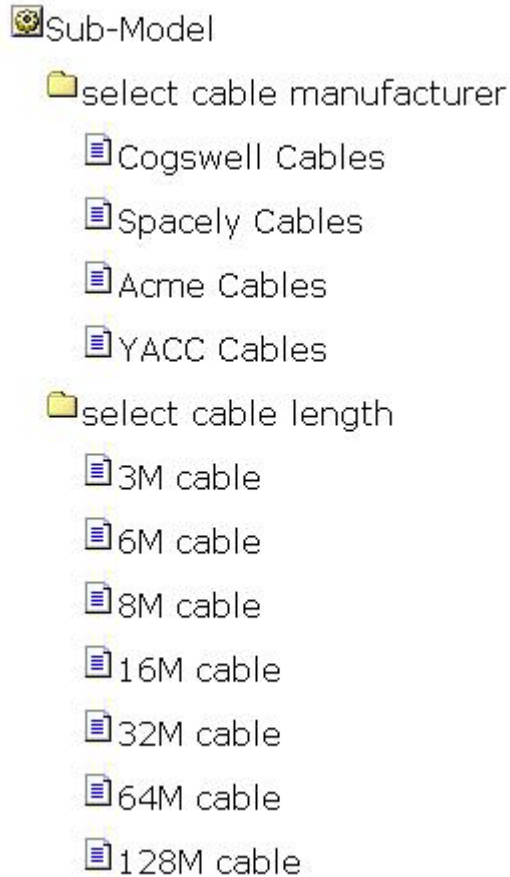 Sub-Model
select cable manufacturer
Cogswell Cables
Spacely Cables
Acme Cables
YACC Cables
select cable length
3M cable
6M cable
8M cable
16M cable
32M cable
64M cable
128M cable